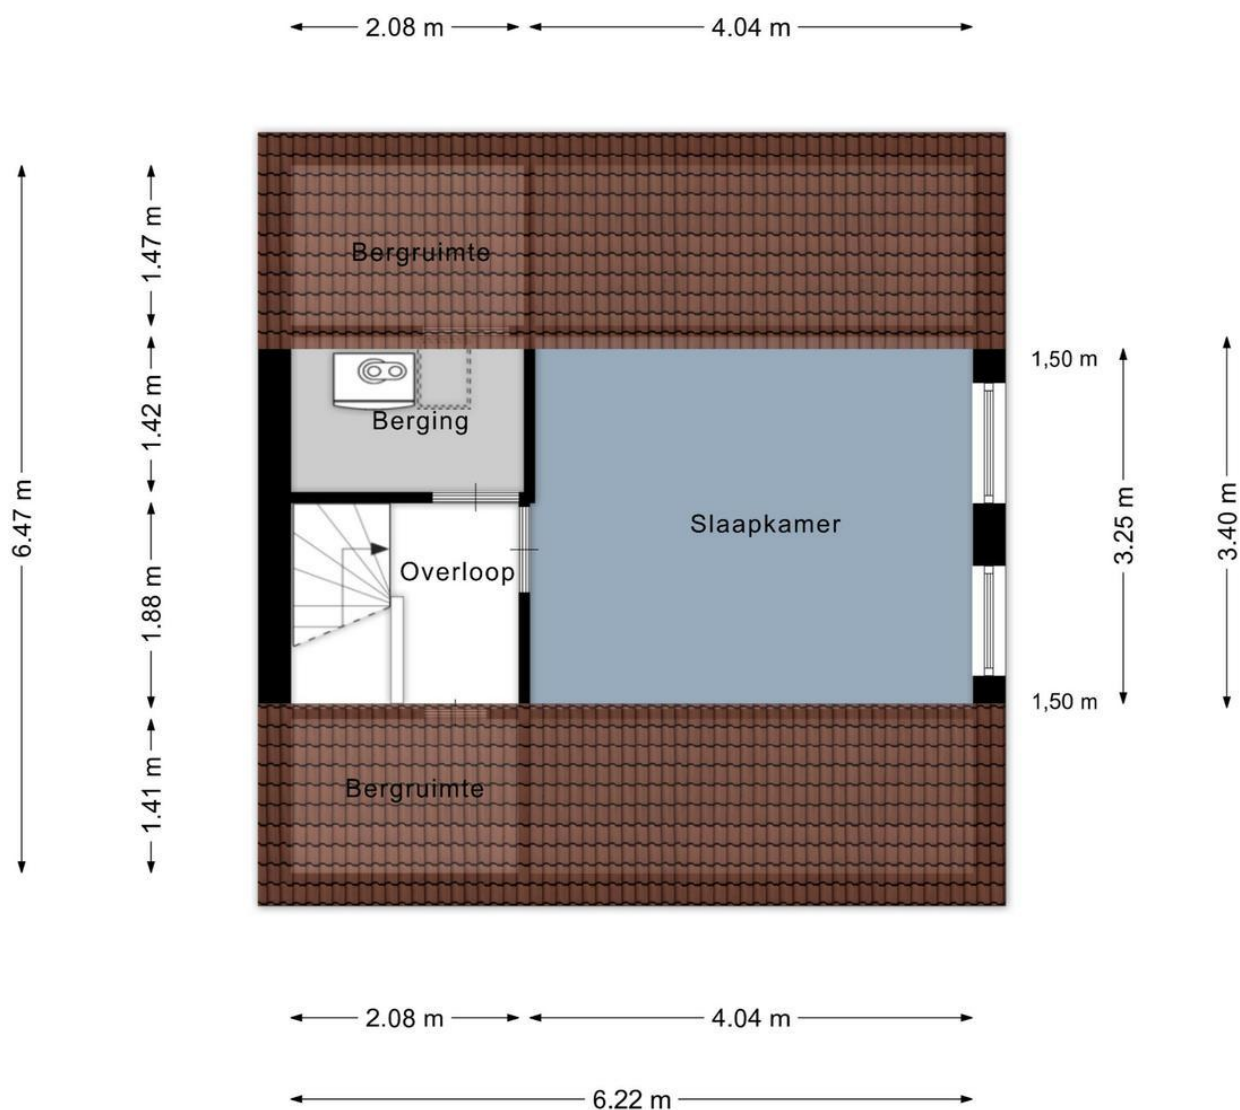 2.08 m
4.04 m
1.47 m
Bergruimte
1,50 m
1.42 m
Berging
6.47 m
Slaapkamer
3.25 m
3.40 m
Overloop
1.88 m
1,50 m
1.41 m
Bergruimte
2.08 m
4.04 m
6.22 m